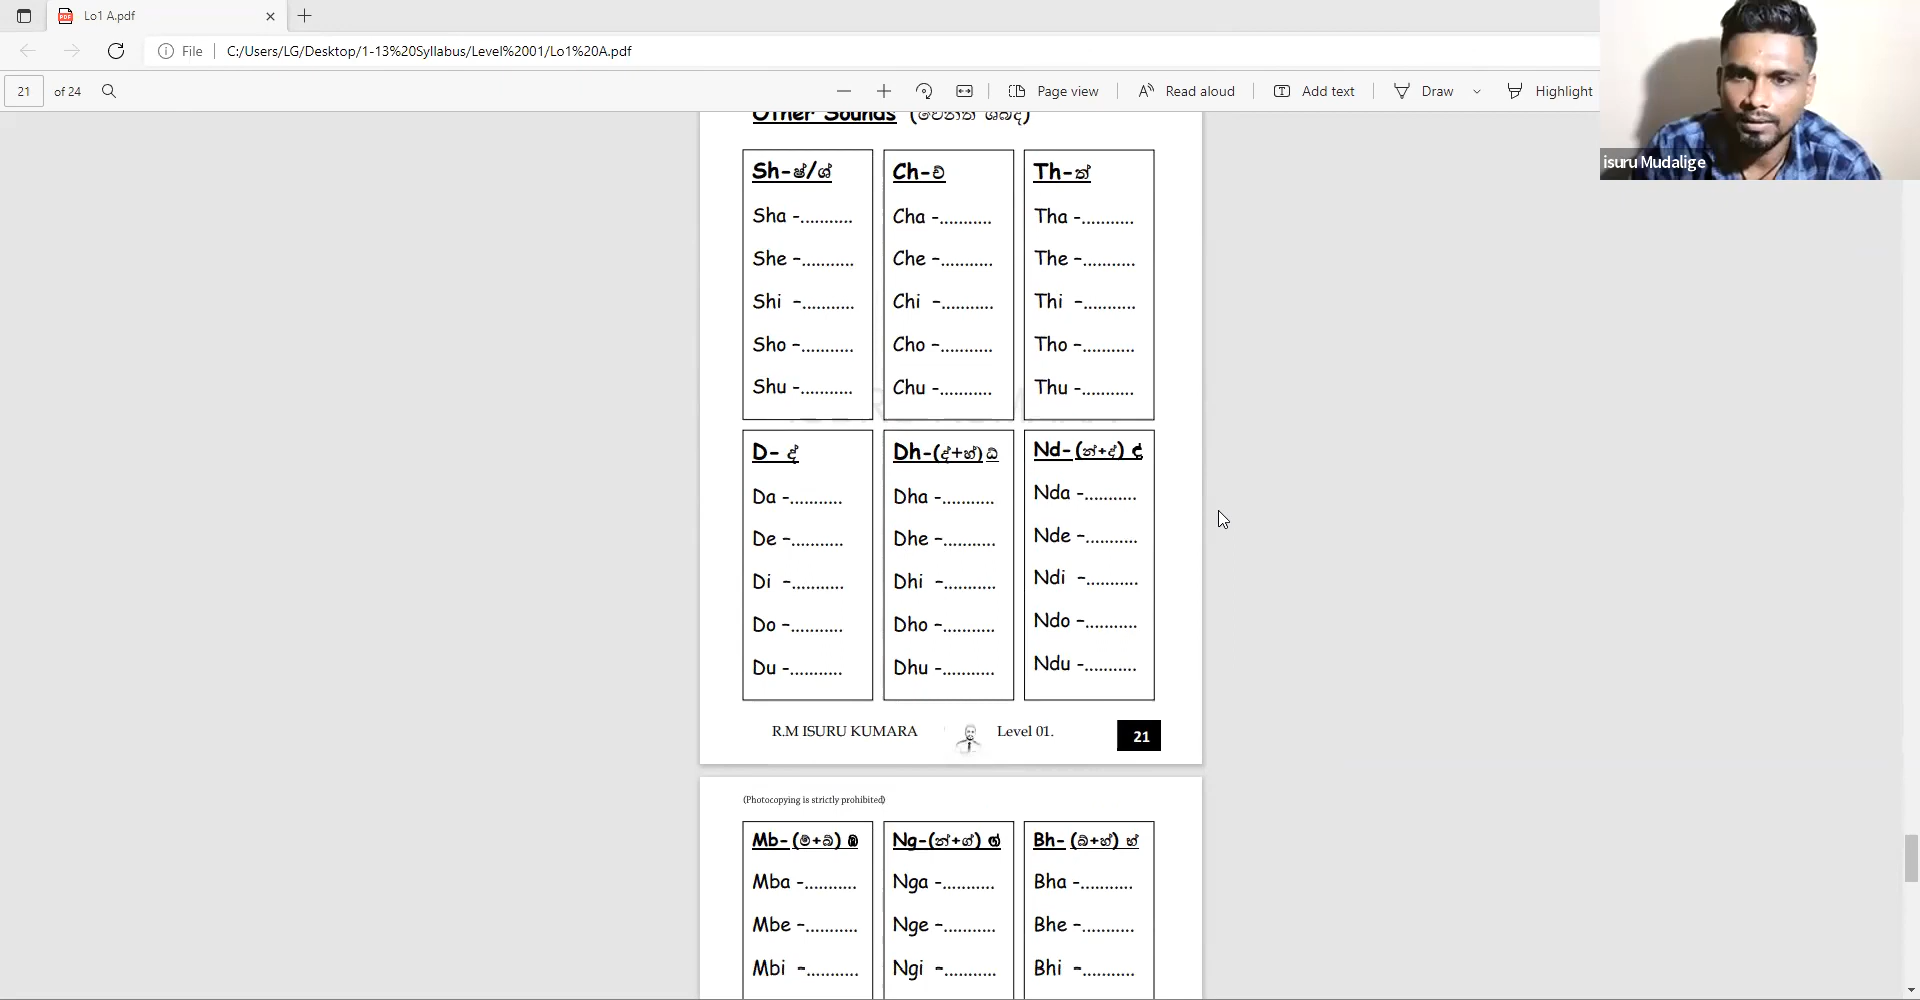 Lo1 A.pdf
File C:/Users/LG/Desktop/1-13%20Syllabus/Level%2001/Lo1%20A.pdf
21 of 24 Page view Read aloud Add text Draw Highlight
isuru Mudalige
Other Sounds (වෙනත් ශබ්ද)
Sh-ෂ්/ශ්
Sha -...........
She -...........
Shi -...........
Sho -...........
Shu -...........
Ch-ච්
Cha -...........
Che -...........
Chi -...........
Cho -...........
Chu -...........
Th-ත්
Tha -...........
The -...........
Thi -...........
Tho -...........
Thu -...........
D- ද්
Da -...........
De -...........
Di -...........
Do -...........
Du -...........
Dh-(ද්+හ්) ධ්
Dha -...........
Dhe -...........
Dhi -...........
Dho -...........
Dhu -...........
Nd- (න්+ද්) ඳ්
Nda -...........
Nde -...........
Ndi -...........
Ndo -...........
Ndu -...........
R.M ISURU KUMARA Level 01. 21
(Photocopying is strictly prohibited)
Mb- (ම්+බ්) ඹ
Mba -...........
Mbe -...........
Mbi -...........
Ng-(න්+ග්) ඟ්
Nga -...........
Nge -...........
Ngi -...........
Bh- (බ්+හ්) භ්
Bha -...........
Bhe -...........
Bhi -...........